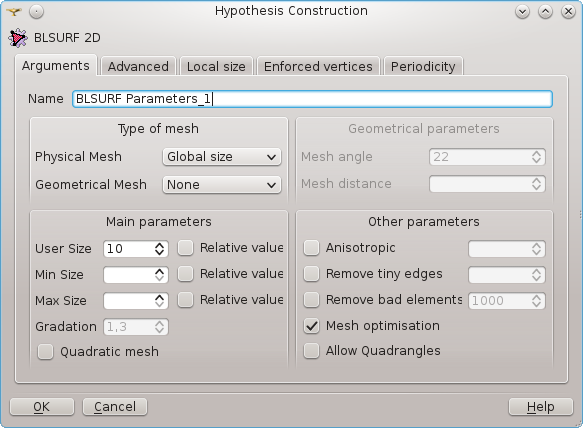 Hypothesis Construction
BLSURF 2D
Arguments Advanced Local size Enforced vertices Periodicity
Name BLSURF Parameters_1
Type of mesh
Physical Mesh Global size
Geometrical Mesh None
Geometrical parameters
Mesh angle 22
Mesh distance
Main parameters
User Size 10 Relative value
Min Size Relative value
Max Size Relative value
Gradation 1,3
Quadratic mesh
Other parameters
Anisotropic
Remove tiny edges
Remove bad elements 1000
Mesh optimisation
Allow Quadrangles
OK Cancel Help